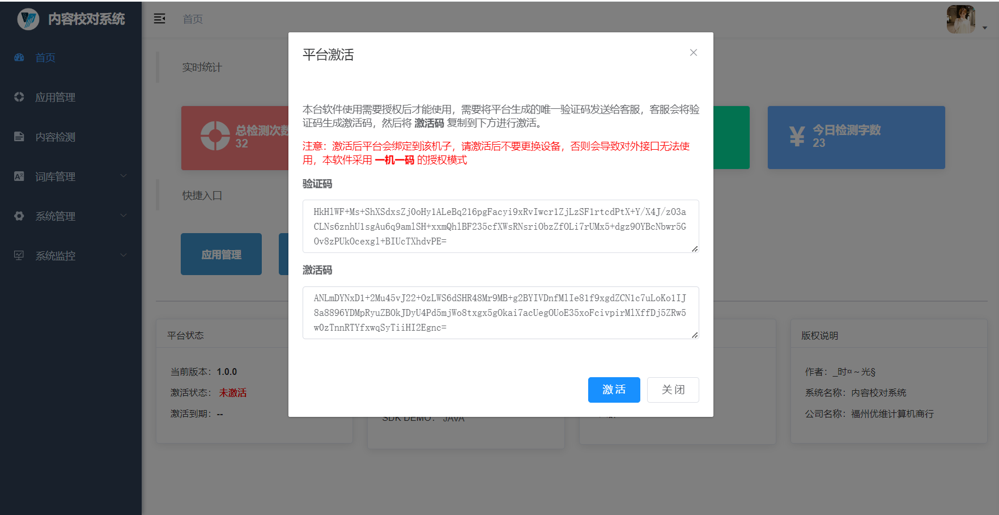 内容校对系统
首页
首页
应用管理
内容检测
词库管理
系统管理
系统监控
实时统计
总检测次数
32
今日检测字数
23
快捷入口
应用管理
平台激活
本台软件使用需要授权后才能使用，需要将平台生成的唯一验证码发送给客服，客服会将验
证码生成激活码，然后将 激活码 复制到下方进行激活。
注意：激活后平台会绑定到该机子，请激活后不要更换设备，否则会导致对外接口无法使
用，本软件采用 一机一码 的授权模式
验证码
HkHlWF+Ms+ShXSdxsZj0oHy1ALeBq216pgFacyi9xRvIwcr1ZjLzSF1rtcdPtX+Y/X4J/z03a
CLNs6znhU1sgAu6q9amlSH+xxmQhlBF235cfXWsRNsriObzZfOLi7rUMx5+dgz9OYBcNbwr5G
Ov8zPUkOcexgl+BIUcTXhdvPE=
激活码
ANLmDYNxD1+2Mu45vJ22+OzLWS6dSHR48Mr9MB+g2BYIVDnfMlIe81f9xgdZCN1c7uLoKo1IJ
8a8896YDMpRyuZBOkJDyU4Pd5mjWo8txgx5gOkai7acUegOUoE35xoFcivpirMlXffDj5ZRw5
w0zTnnRTYfxwqSyTiiHI2Egnc=
激活
关闭
平台状态
当前版本：1.0.0
激活状态：未激活
激活到期：--
SDK DEMO： JAVA
版权说明
作者：_时¤～光§
系统名称：内容校对系统
公司名称：福州优维计算机商行